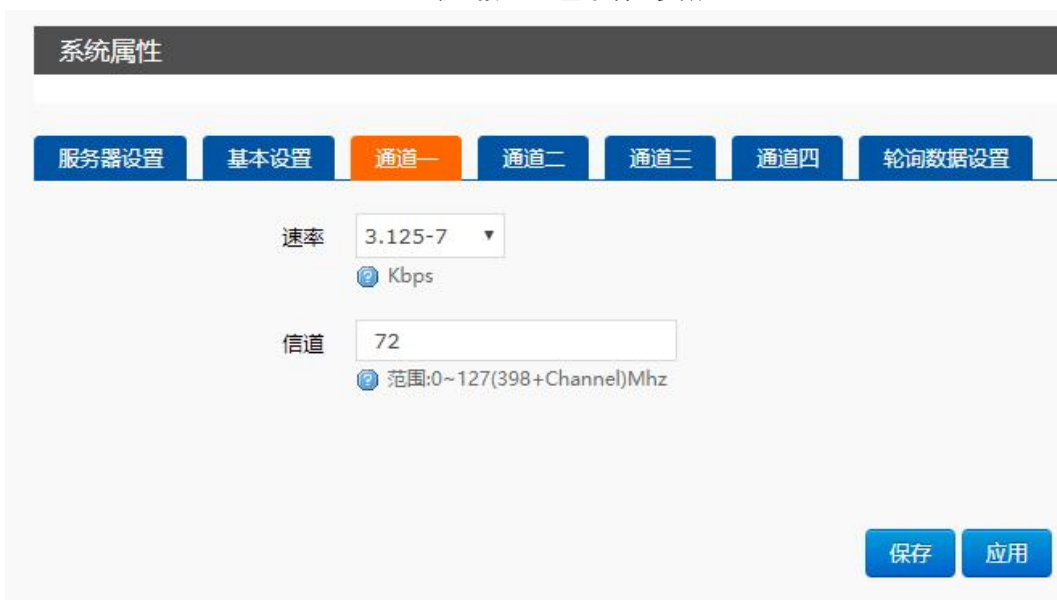 系统属性
服务器设置 基本设置 通道一 通道二 通道三 通道四 轮询数据设置
速率 3.125-7
Kbps
信道 72
范围:0~127(398+Channel)Mhz
保存 应用